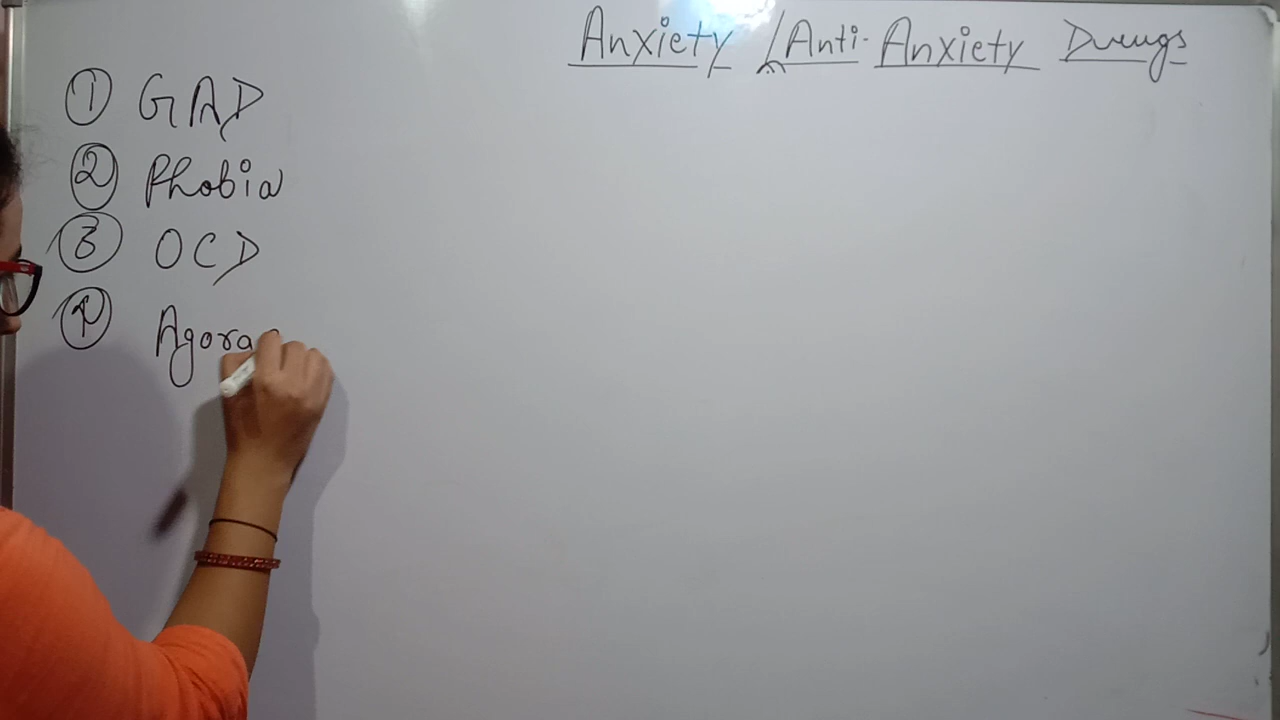 Anxiety / Anti-Anxiety Drugs
① GAD
② Phobia
③ OCD
④ Agora